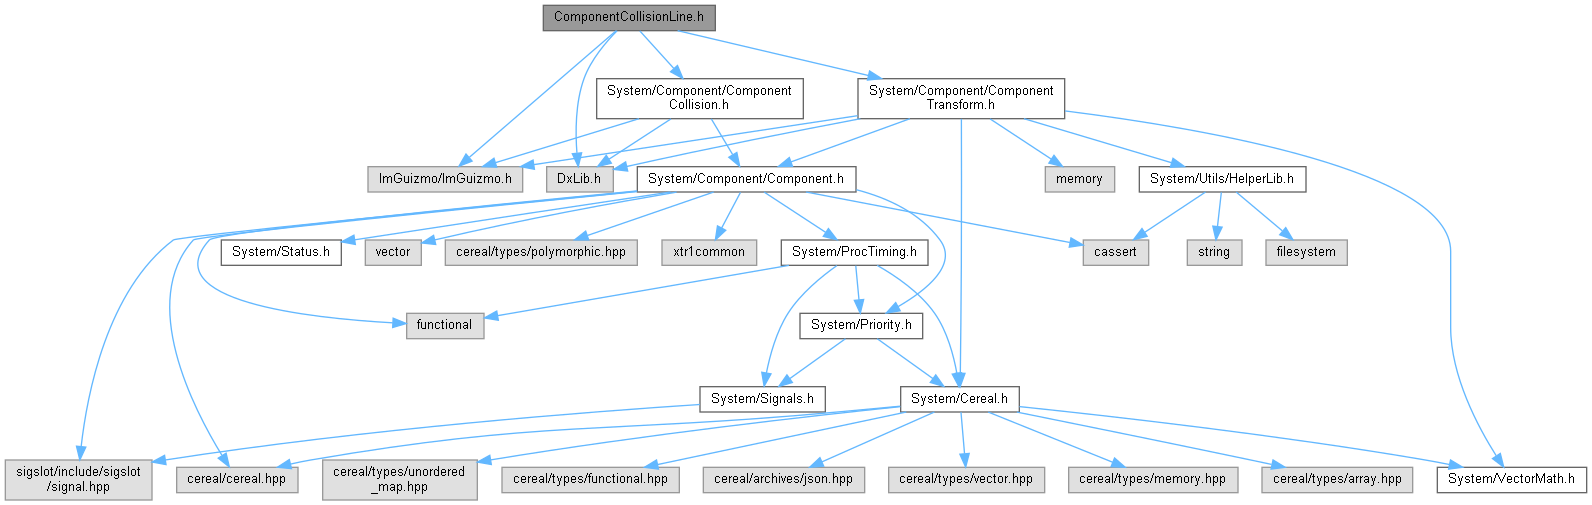 ComponentCollisionLine.h
System/Component/Component
Collision.h
System/Component/Component
Transform.h
ImGuizmo/ImGuizmo.h
DxLib.h
System/Component/Component.h
memory
System/Utils/HelperLib.h
System/Status.h
vector
cereal/types/polymorphic.hpp
xtr1common
System/ProcTiming.h
cassert
string
filesystem
functional
System/Priority.h
System/Signals.h
System/Cereal.h
sigslot/include/sigslot
/signal.hpp
cereal/cereal.hpp
cereal/types/unordered
_map.hpp
cereal/types/functional.hpp
cereal/archives/json.hpp
cereal/types/vector.hpp
cereal/types/memory.hpp
cereal/types/array.hpp
System/VectorMath.h